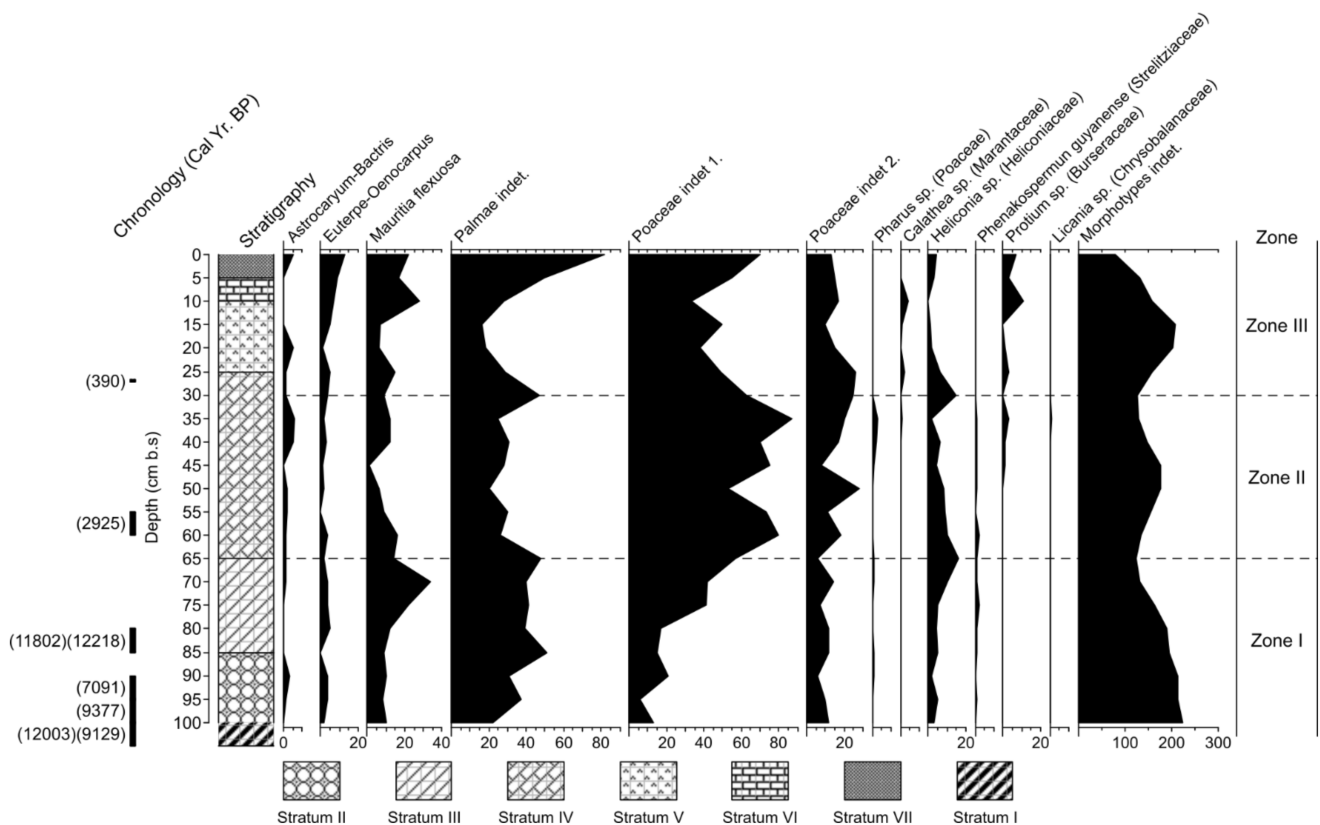 Chronology (Cal Yr. BP)
Stratigraphy
Astrocaryum-Bactris
Euterpe-Oenocarpus
Mauritia flexuosa
Palmae indet.
Poaceae indet 1.
Poaceae indet 2.
Pharus sp. (Poaceae)
Calathea sp. (Marantaceae)
Heliconia sp. (Heliconiaceae)
Phenakospermun guyanense (Strelitziaceae)
Protium sp. (Burseraceae)
Licania sp. (Chrysobalanaceae)
Morphotypes indet.
Zone
Depth (cm b.s)
0
5
10
15
20
25
30
35
40
45
50
55
60
65
70
75
80
85
90
95
100
(390)
(2925)
(11802)(12218)
(7091)
(9377)
(12003)(9129)
Zone III
Zone II
Zone I
0 20 20 40 20 40 60 80 20 40 60 80 20 20 20 100 200 300
Stratum II Stratum III Stratum IV Stratum V Stratum VI Stratum VII Stratum I